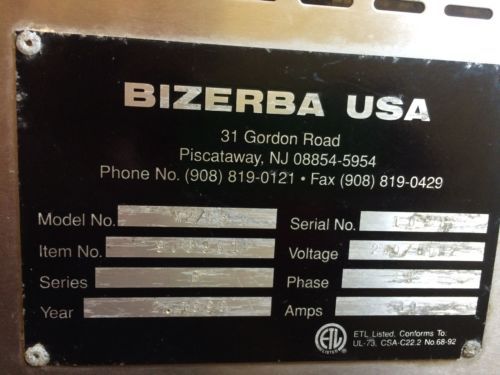 BIZERBA USA
31 Gordon Road
Piscataway, NJ 08854-5954
Phone No. (908) 819-0121 • Fax (908) 819-0429
Model No. Serial No.
Item No. Voltage
Series Phase
Year Amps
ETL LISTED
ETL Listed, Conforms To:
UL-73, CSA-C22.2 No.68-92